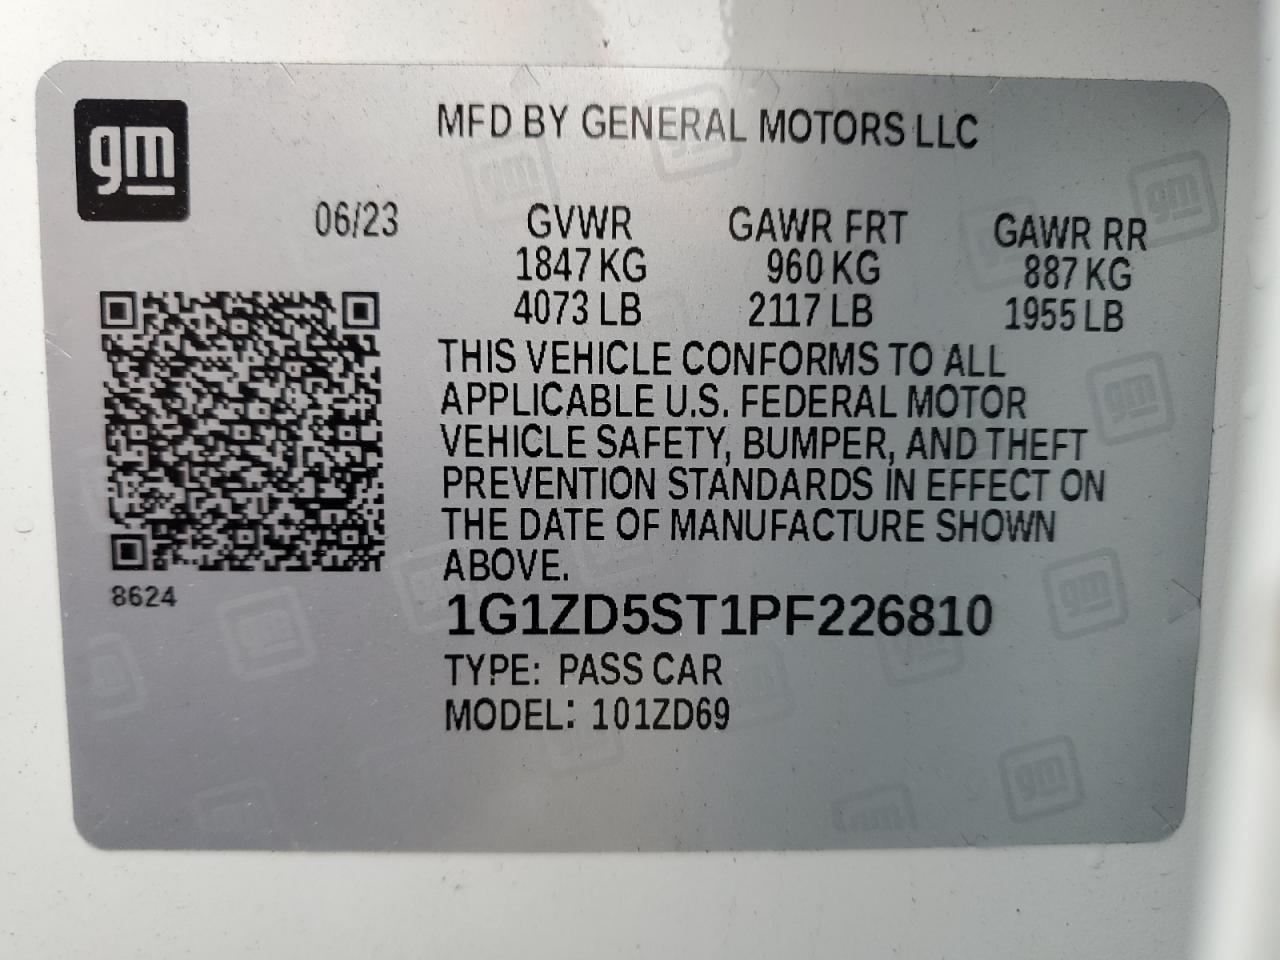 gm
MFD BY GENERAL MOTORS LLC
06/23 GVWR GAWR FRT GAWR RR
1847 KG 960 KG 887 KG
4073 LB 2117 LB 1955 LB
THIS VEHICLE CONFORMS TO ALL
APPLICABLE U.S. FEDERAL MOTOR
VEHICLE SAFETY, BUMPER, AND THEFT
PREVENTION STANDARDS IN EFFECT ON
THE DATE OF MANUFACTURE SHOWN
ABOVE.
8624
1G1ZD5ST1PF226810
TYPE: PASS CAR
MODEL: 101ZD69